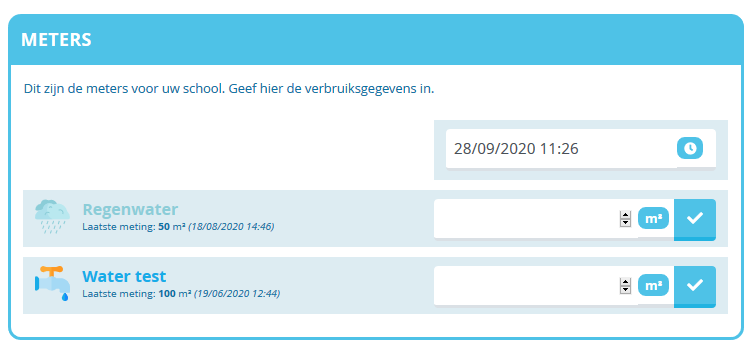 METERS
Dit zijn de meters voor uw school. Geef hier de verbruiksgegevens in.
28/09/2020 11:26
Regenwater
Laatste meting: 50 m³ (18/08/2020 14:46)
m³
Water test
Laatste meting: 100 m³ (19/06/2020 12:44)
m³